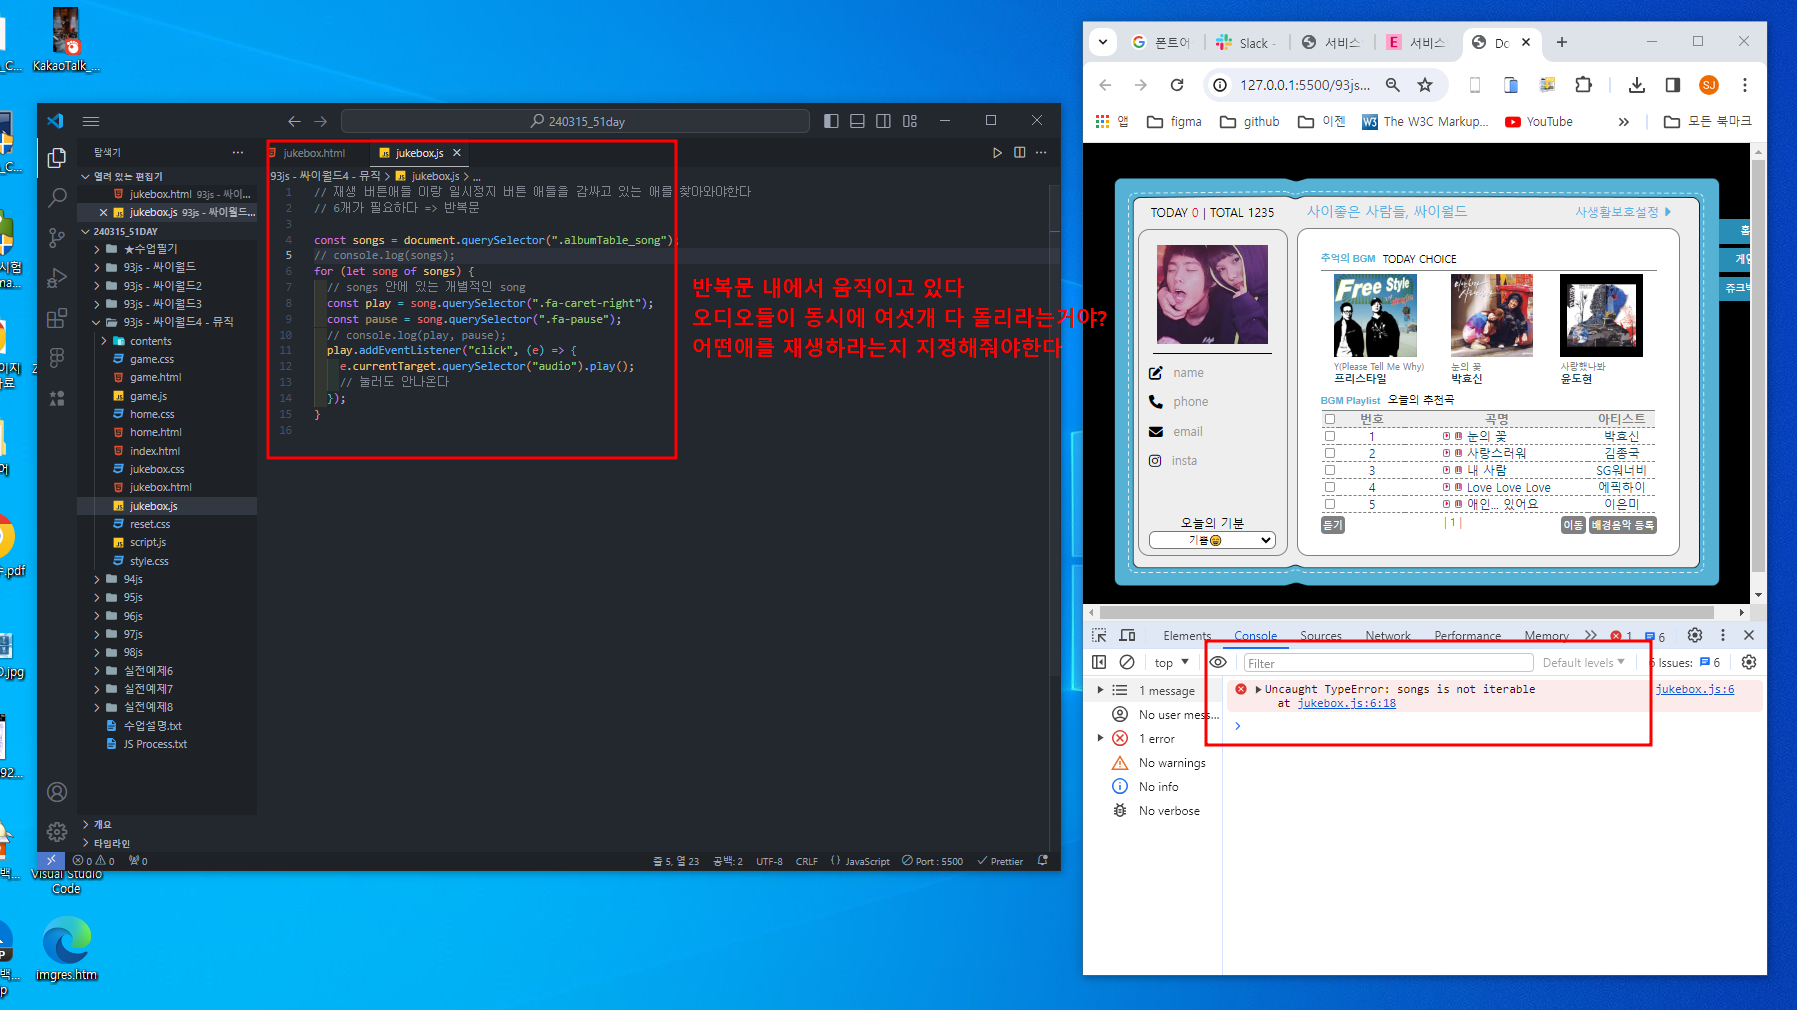 KakaoTalk_...
240315_51day
탐색기
열려 있는 편집기
jukebox.html 93js - 싸이...
jukebox.js 93js - 싸이월드...
240315_51DAY
★수업필기
93js - 싸이월드
93js - 싸이월드2
93js - 싸이월드3
93js - 싸이월드4 - 뮤직
contents
game.css
game.html
game.js
home.css
home.html
index.html
jukebox.css
jukebox.html
jukebox.js
reset.css
script.js
style.css
94js
95js
96js
97js
98js
실전예제6
실전예제7
실전예제8
수업설명.txt
JS Process.txt
개요
타임라인
jukebox.html
jukebox.js
93js - 싸이월드4 - 뮤직 > jukebox.js > ...
1 // 재생 버튼애들 이랑 일시정지 버튼 애들을 감싸고 있는 애를 찾아와야한다
2 // 6개가 필요하다 => 반복문
3
4 const songs = document.querySelector(".albumTable_song");
5 // console.log(songs);
6 for (let song of songs) {
7 // songs 안에 있는 개별적인 song
8 const play = song.querySelector(".fa-caret-right");
9 const pause = song.querySelector(".fa-pause");
10 // console.log(play, pause);
11 play.addEventListener("click", (e) => {
12 e.currentTarget.querySelector("audio").play();
13 // 눌러도 안나온다
14 });
15 }
16
반복문 내에서 움직이고 있다
오디오들이 동시에 여섯개 다 돌리라는거야?
어떤애를 재생하라는지 지정해줘야한다
0 0 0
줄 5, 열 23 공백: 2 UTF-8 CRLF {} JavaScript Port : 5500 Prettier
Visual Studio
Code
imgres.htm
폰트어
Slack -
서비스
서비스
Do
127.0.0.1:5500/93js...
SJ
앱
figma
github
이젠
The W3C Markup...
YouTube
모든 북마크
TODAY 0 | TOTAL 1235
사이좋은 사람들, 싸이월드
사생활보호설정
홈
게임
쥬크박
name
phone
email
insta
오늘의 기분
기쁨
추억의 BGM TODAY CHOICE
Free Style
Y(Please Tell Me Why)
프리스타일
눈의 꽃
박효신
사랑했나봐
윤도현
BGM Playlist 오늘의 추천곡
번호 곡명 아티스트
1 눈의 꽃 박효신
2 사랑스러워 김종국
3 내 사람 SG워너비
4 Love Love Love 에픽하이
5 애인... 있어요 이은미
듣기
| 1 |
이동
배경음악 등록
Elements Console Sources Network Performance Memory 1 6
top Filter Default levels 6 Issues: 6
1 message
No user mess...
1 error
No warnings
No info
No verbose
Uncaught TypeError: songs is not iterable jukebox.js:6
at jukebox.js:6:18